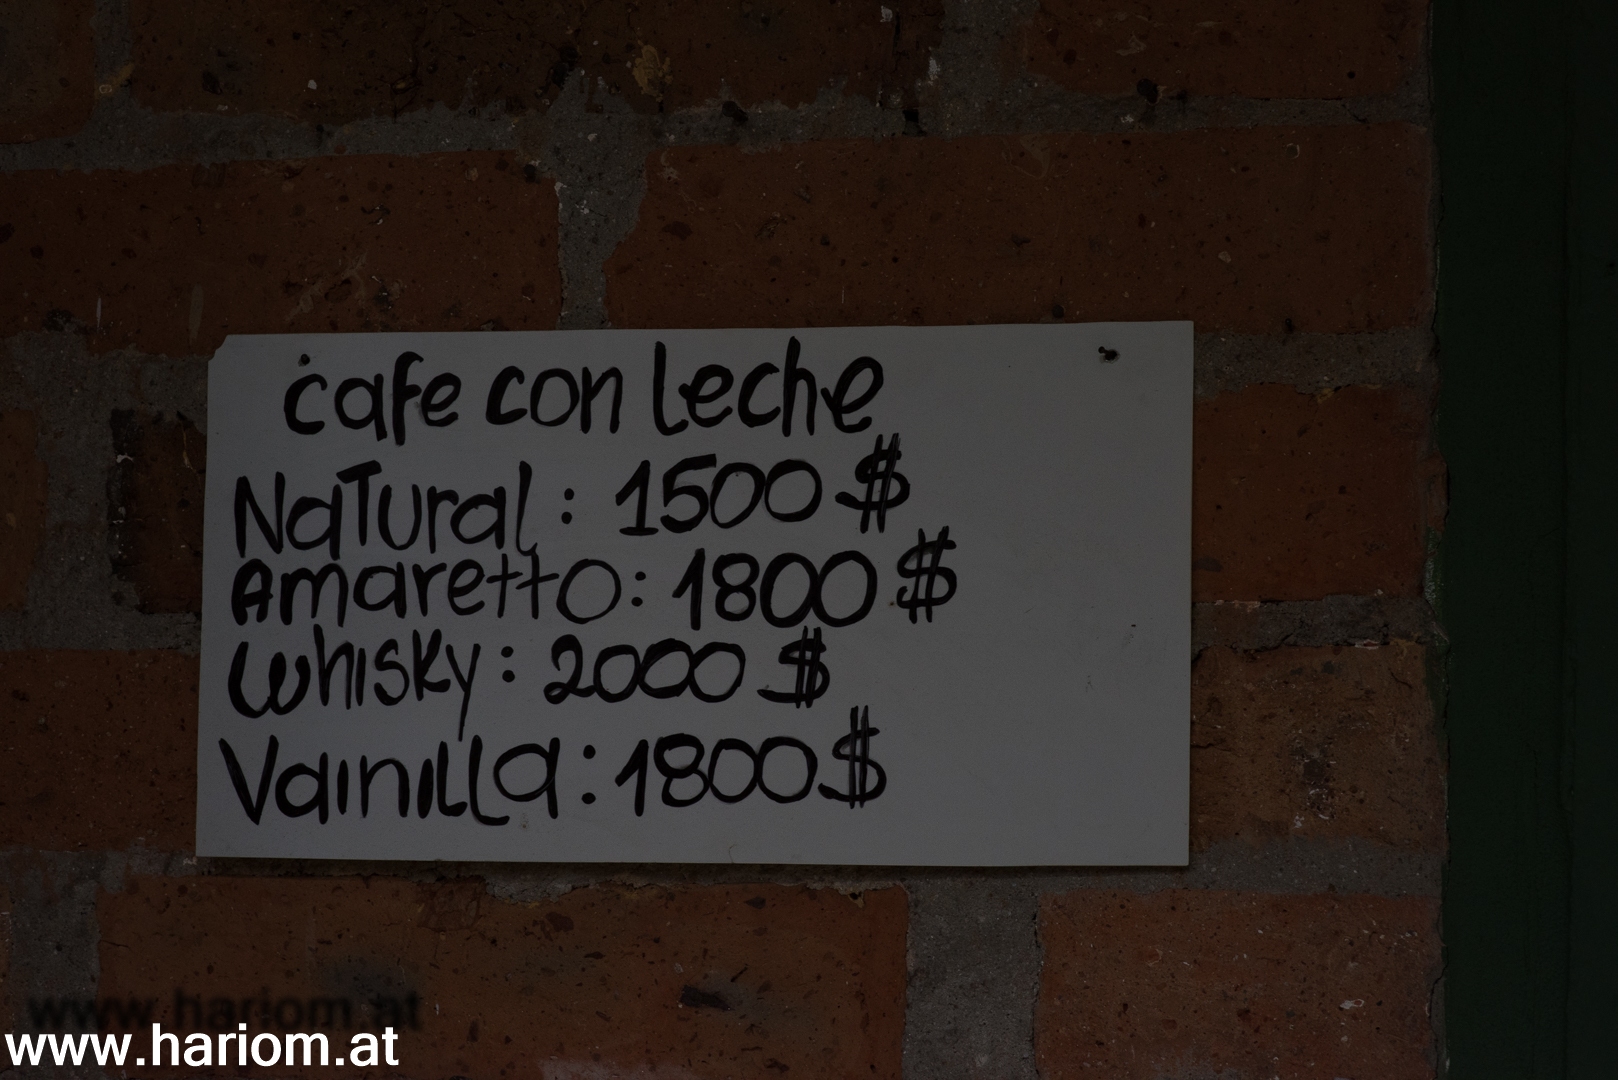 cafe con leche
Natural: 1500 $
Amaretto: 1800 $
Whisky: 2000 $
Vainilla: 1800 $
www.hariom.at
www.hariom.at